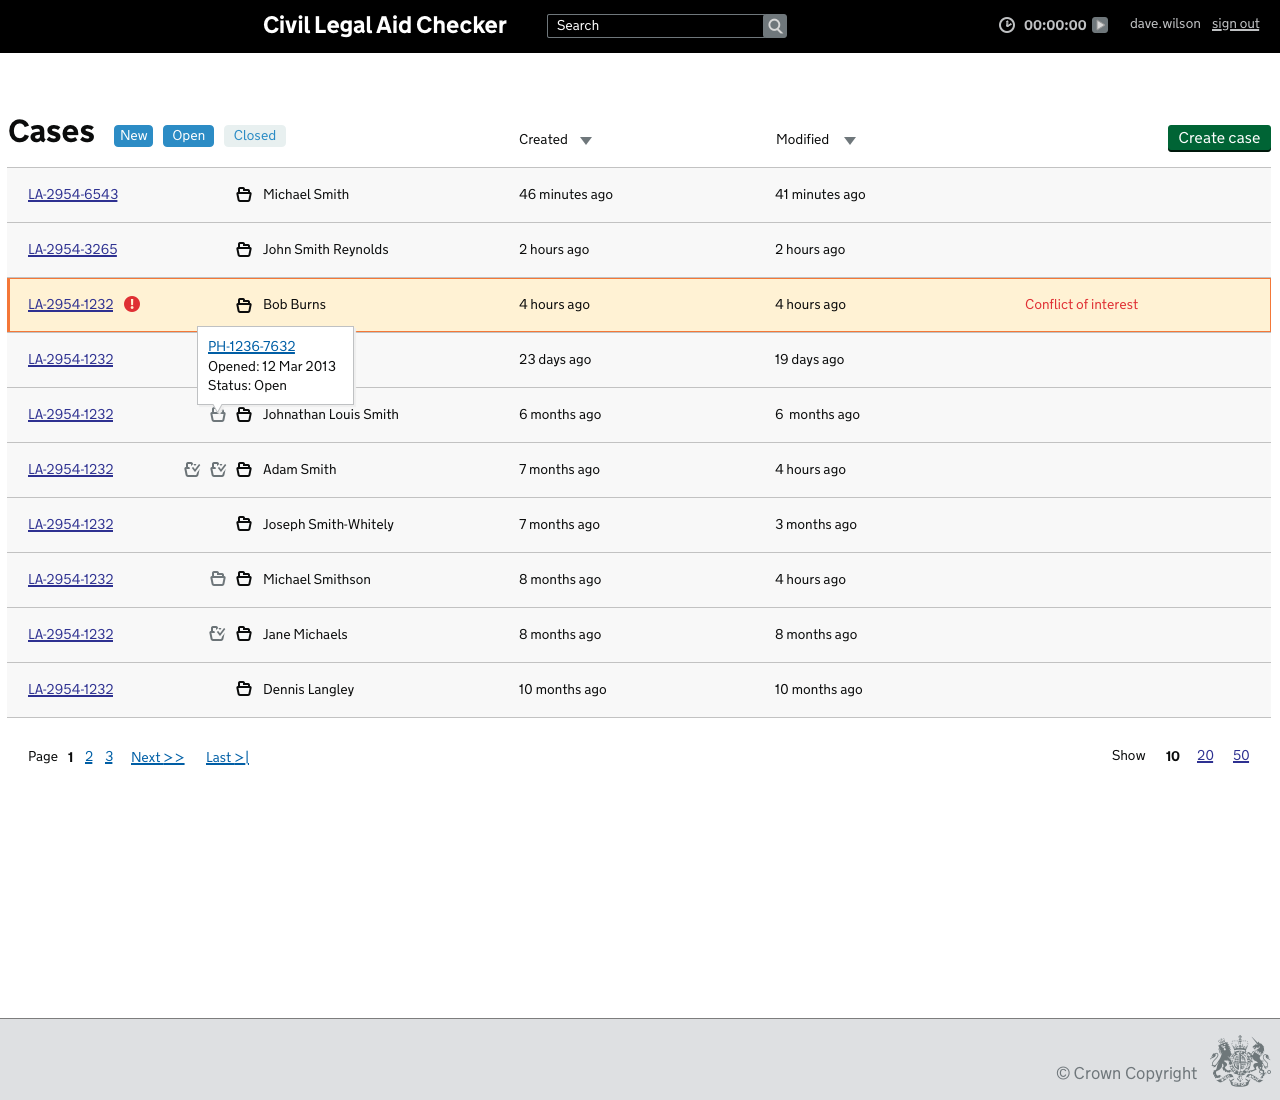 Civil Legal Aid Checker Search 00:00:00 dave.wilson sign out
Cases New Open Closed Created Modified Create case
LA-2954-6543 Michael Smith 46 minutes ago 41 minutes ago
LA-2954-3265 John Smith Reynolds 2 hours ago 2 hours ago
LA-2954-1232 Bob Burns 4 hours ago 4 hours ago Conflict of interest
PH-1236-7632
Opened: 12 Mar 2013
Status: Open
LA-2954-1232 23 days ago 19 days ago
LA-2954-1232 Johnathan Louis Smith 6 months ago 6 months ago
LA-2954-1232 Adam Smith 7 months ago 4 hours ago
LA-2954-1232 Joseph Smith-Whitely 7 months ago 3 months ago
LA-2954-1232 Michael Smithson 8 months ago 4 hours ago
LA-2954-1232 Jane Michaels 8 months ago 8 months ago
LA-2954-1232 Dennis Langley 10 months ago 10 months ago
Page 1 2 3 Next >> Last >| Show 10 20 50
© Crown Copyright